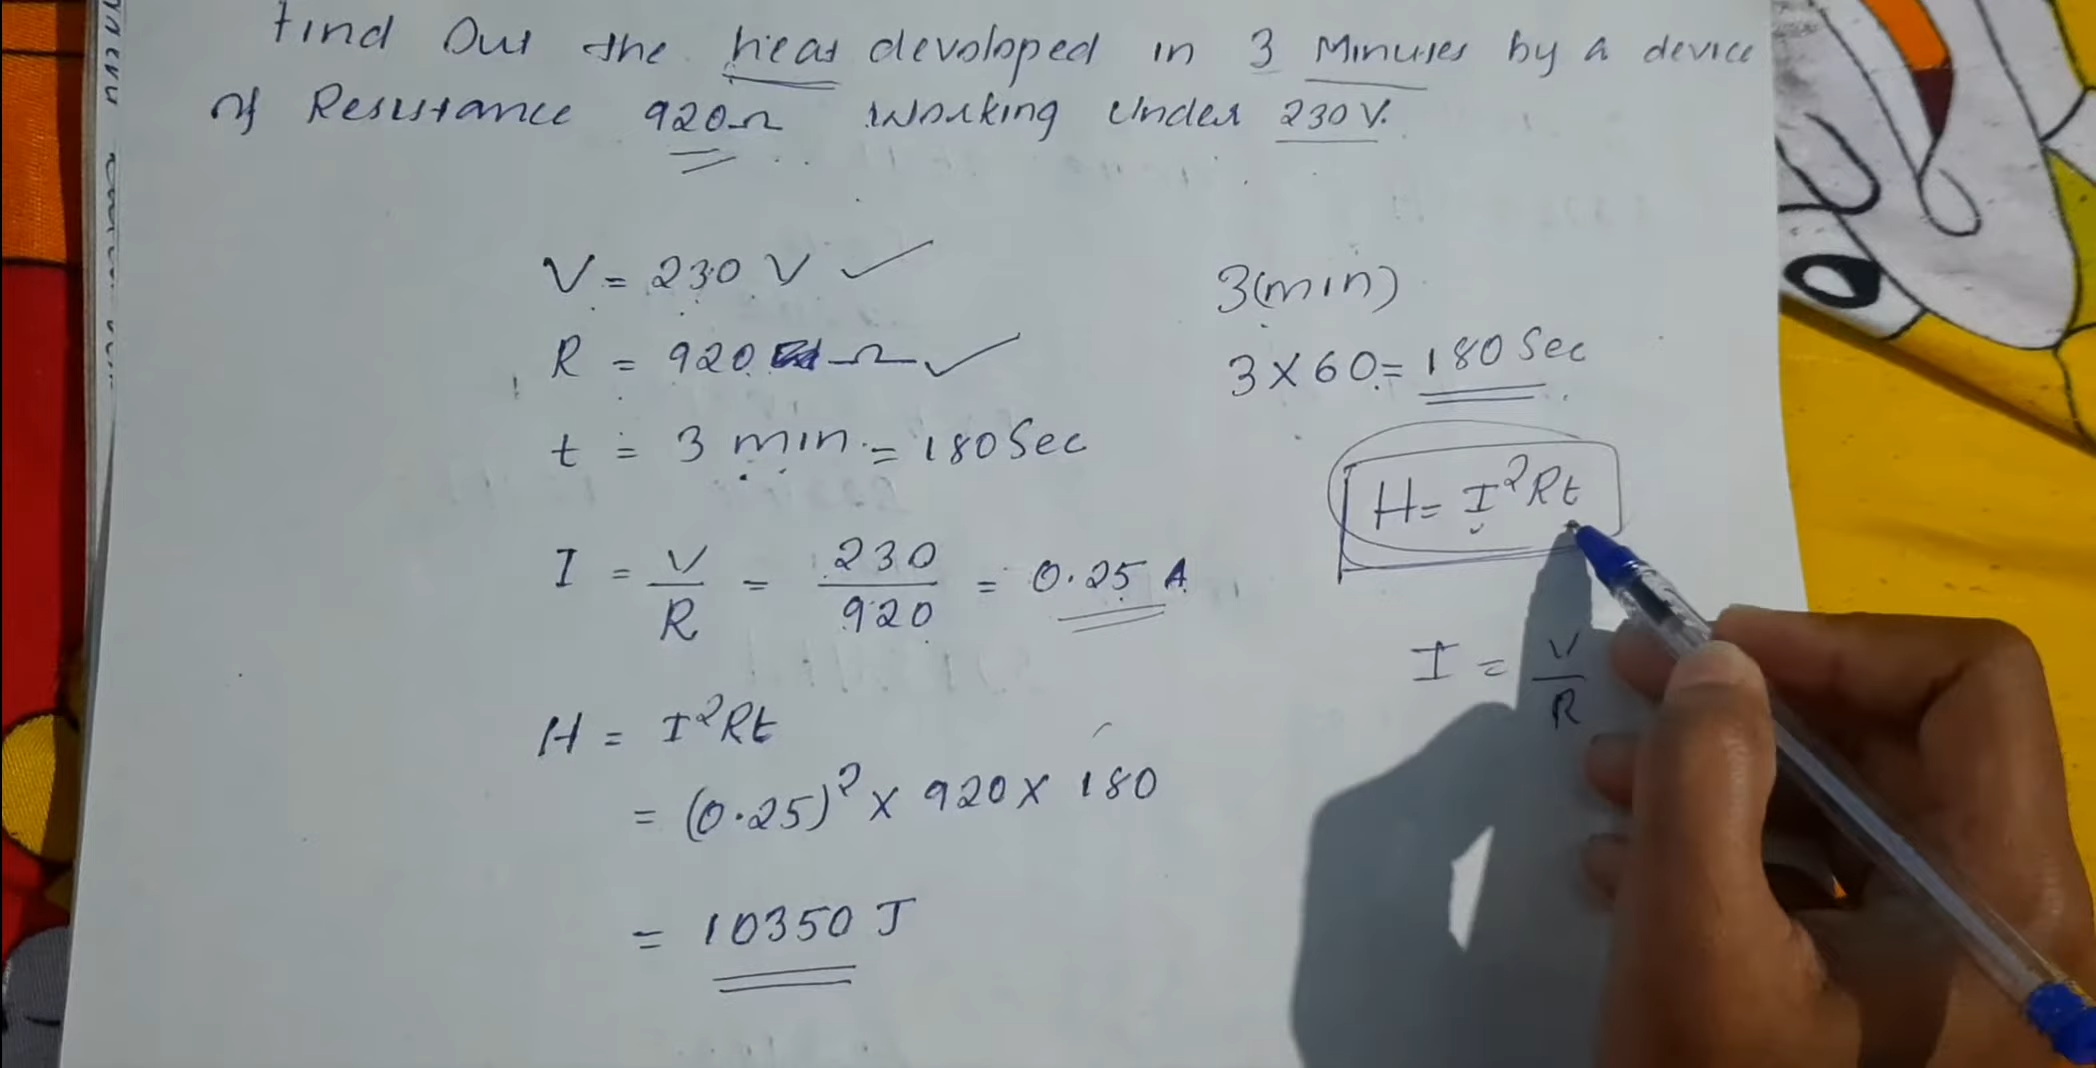 Find Out the heat devoloped in 3 Minutes by a device
of Resistance 920Ω Working Under 230 V.
V = 230 V ✓
R = 920 Ω ✓
t = 3 min = 180 Sec
I = V/R = 230/920 = 0.25 A
H = I²Rt
= (0.25)² × 920 × 180
= 10350 J
3(min)
3 × 60 = 180 Sec
H = I²Rt
I = V/R